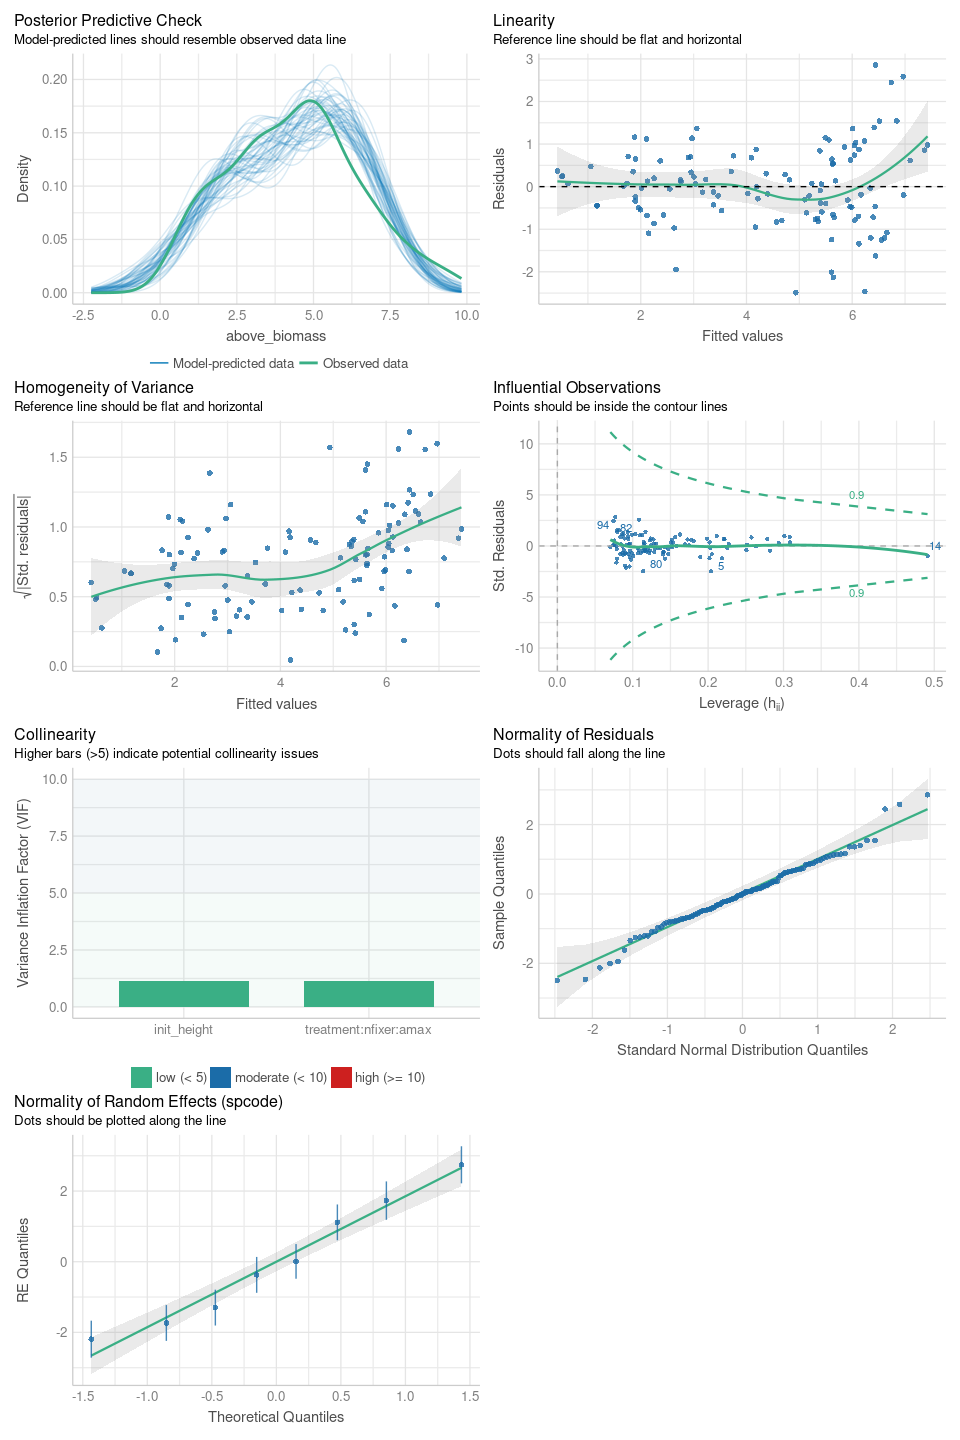 Posterior Predictive Check
Model-predicted lines should resemble observed data line
0.20
0.15
0.10
0.05
0.00
Density
-2.5 0.0 2.5 5.0 7.5 10.0
above_biomass
Model-predicted data Observed data
Linearity
Reference line should be flat and horizontal
3
2
1
0
-1
-2
Residuals
2 4 6
Fitted values
Homogeneity of Variance
Reference line should be flat and horizontal
1.5
1.0
0.5
0.0
√|Std. residuals|
2 4 6
Fitted values
Influential Observations
Points should be inside the contour lines
10
5
0
-5
-10
Std. Residuals
0.9
94
82
14
80
5
0.9
0.0 0.1 0.2 0.3 0.4 0.5
Leverage (hii)
Collinearity
Higher bars (>5) indicate potential collinearity issues
10.0
7.5
5.0
2.5
0.0
Variance Inflation Factor (VIF)
init_height treatment:nfixer:amax
low (< 5) moderate (< 10) high (>= 10)
Normality of Residuals
Dots should fall along the line
2
0
-2
Sample Quantiles
-2 -1 0 1 2
Standard Normal Distribution Quantiles
Normality of Random Effects (spcode)
Dots should be plotted along the line
2
0
-2
RE Quantiles
-1.5 -1.0 -0.5 0.0 0.5 1.0 1.5
Theoretical Quantiles